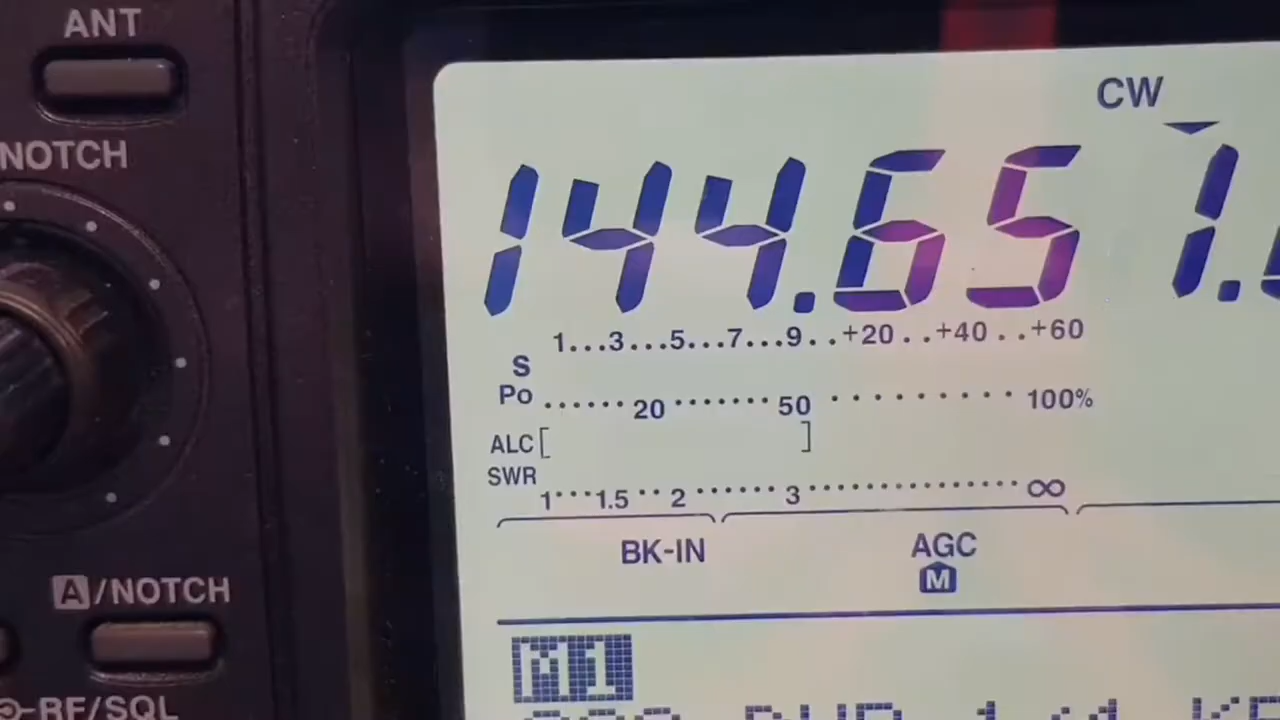 ANT
NOTCH
CW
144.651.
1...3...5...7...9..+20..+40..+60
S
Po ······20·······50··········100%
ALC[ ]
SWR
1···1.5··2······3················∞
BK-IN AGC
M
A/NOTCH
M1
RF/SQL